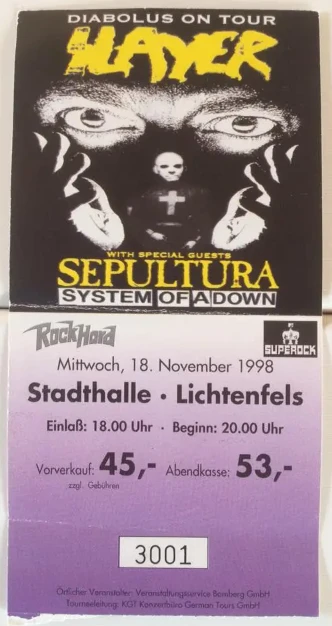 DIABOLUS ON TOUR
SLAYER
WITH SPECIAL GUESTS
SEPULTURA
SYSTEM OF A DOWN
RockHard
SUPEROCK
Mittwoch, 18. November 1998
Stadthalle · Lichtenfels
Einlaß: 18.00 Uhr · Beginn: 20.00 Uhr
Vorverkauf: 45,- Abendkasse: 53,-
zzgl. Gebühren
3001
Örtlicher Veranstalter: Veranstaltungsservice Bamberg GmbH
Tourneeleitung: KGT Konzertbüro German Tours GmbH